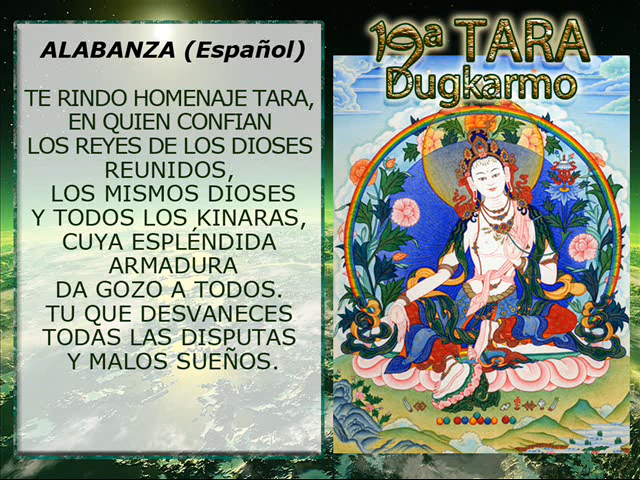 ALABANZA (Español)
TE RINDO HOMENAJE TARA,
EN QUIEN CONFIAN
LOS REYES DE LOS DIOSES
REUNIDOS,
LOS MISMOS DIOSES
Y TODOS LOS KINARAS,
CUYA ESPLÉNDIDA
ARMADURA
DA GOZO A TODOS.
TU QUE DESVANECES
TODAS LAS DISPUTAS
Y MALOS SUEÑOS.
19ª TARA
Dugkarmo